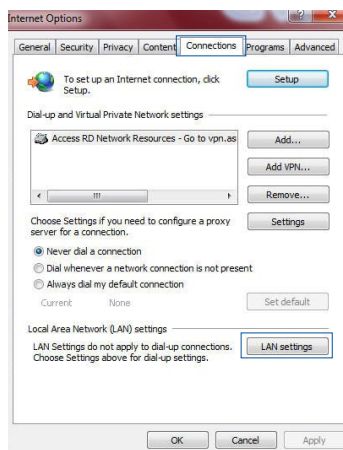 Internet Options
General Security Privacy Content Connections Programs Advanced
To set up an Internet connection, click
Setup.
Setup
Dial-up and Virtual Private Network settings
Access RD Network Resources - Go to vpn.as
Add...
Add VPN...
Remove...
Choose Settings if you need to configure a proxy
server for a connection.
Settings
Never dial a connection
Dial whenever a network connection is not present
Always dial my default connection
Current None
Set default
Local Area Network (LAN) settings
LAN Settings do not apply to dial-up connections.
Choose Settings above for dial-up settings.
LAN settings
OK Cancel Apply